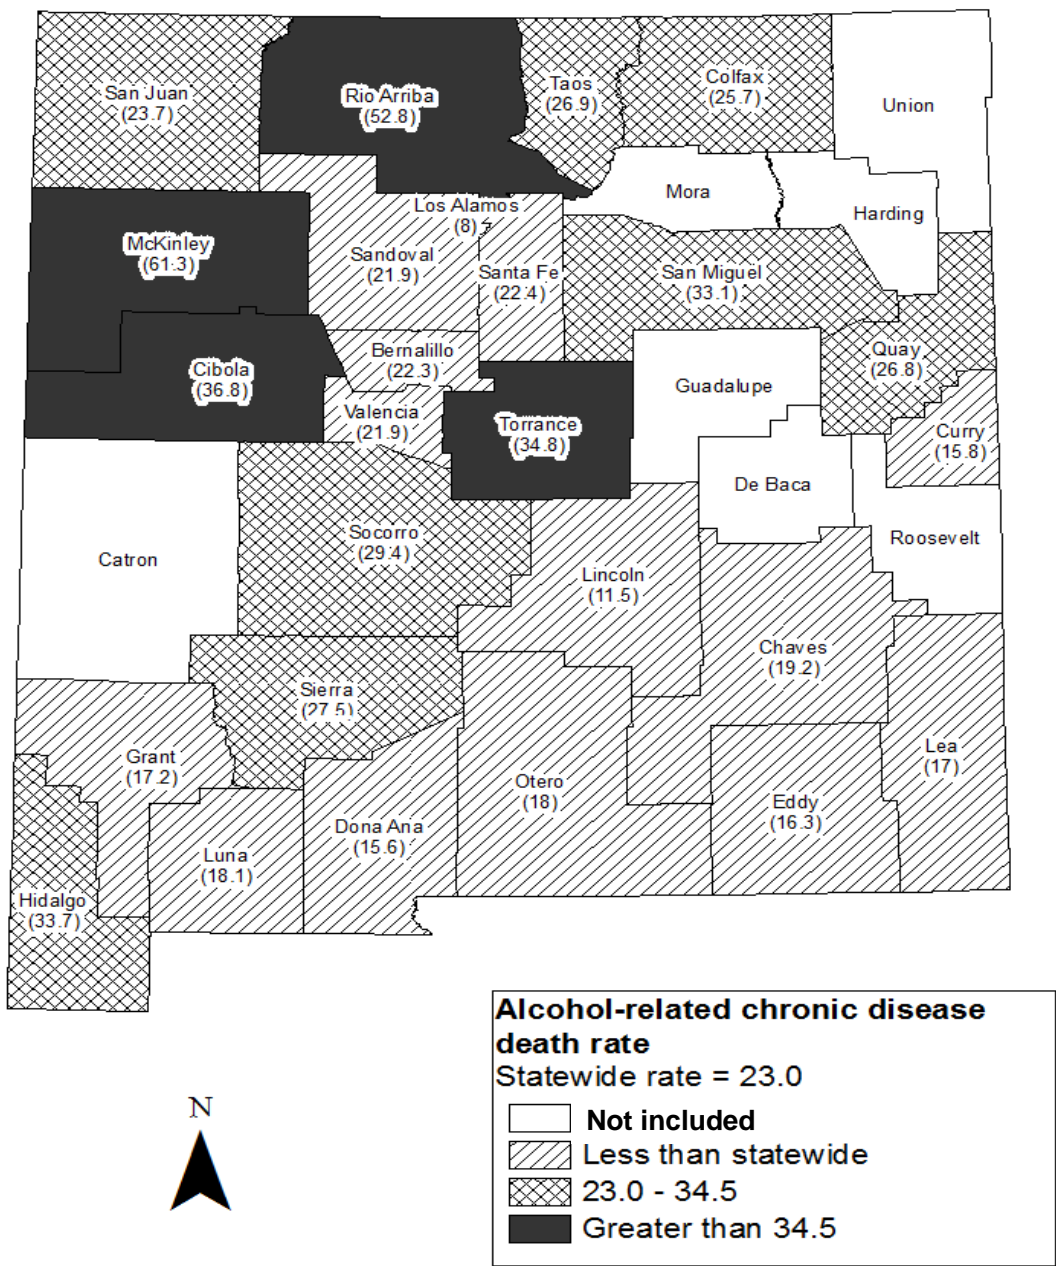 San Juan
(23.7)
Rio Arriba
(52.8)
Taos
(26.9)
Colfax
(25.7)
Union
Mora
Harding
Los Alamos
(8)
McKinley
(61.3)
Sandoval
(21.9)
Santa Fe
(22.4)
San Miguel
(33.1)
Bernalillo
(22.3)
Quay
(26.8)
Cibola
(36.8)
Guadalupe
Valencia
(21.9)
Torrance
(34.8)
Curry
(15.8)
De Baca
Socorro
(29.4)
Roosevelt
Catron
Lincoln
(11.5)
Chaves
(19.2)
Sierra
(27.5)
Grant
(17.2)
Lea
(17)
Otero
(18)
Eddy
(16.3)
Dona Ana
(15.6)
Luna
(18.1)
Hidalgo
(33.7)
Alcohol-related chronic disease
death rate
Statewide rate = 23.0
Not included
Less than statewide
23.0 - 34.5
Greater than 34.5
N